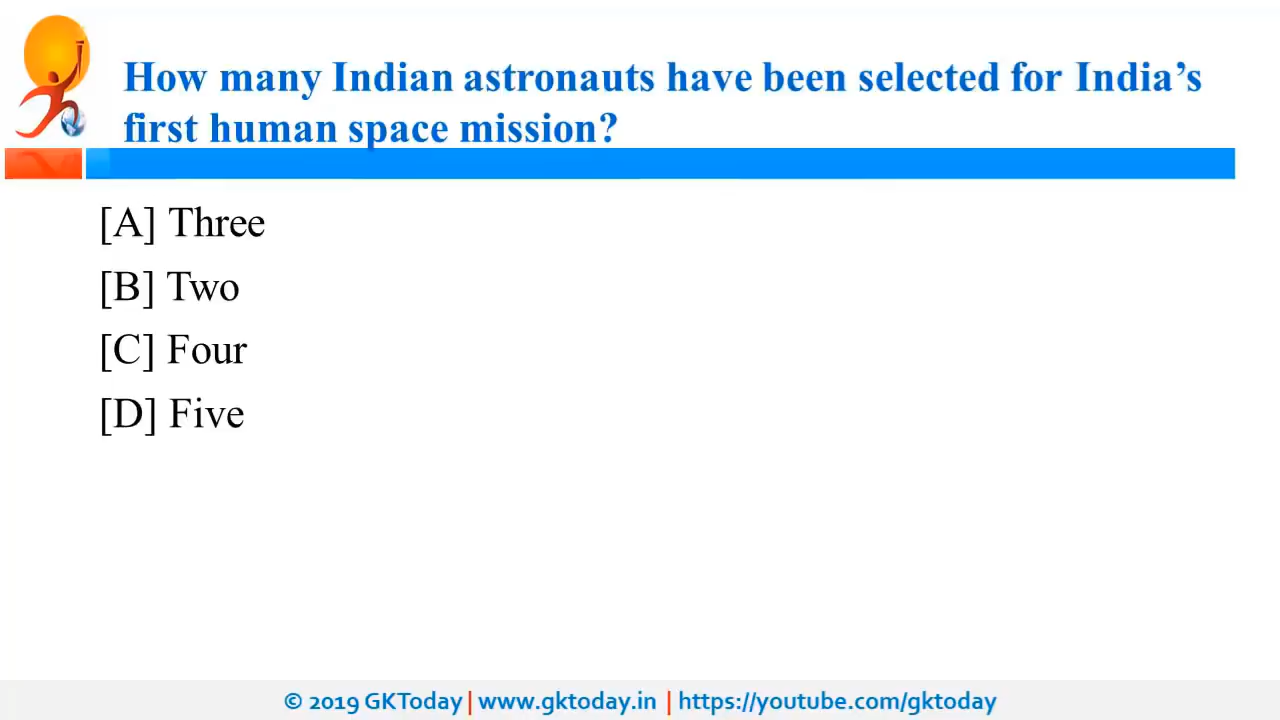 How many Indian astronauts have been selected for India’s
first human space mission?
[A] Three
[B] Two
[C] Four
[D] Five
© 2019 GKToday | www.gktoday.in | https://youtube.com/gktoday